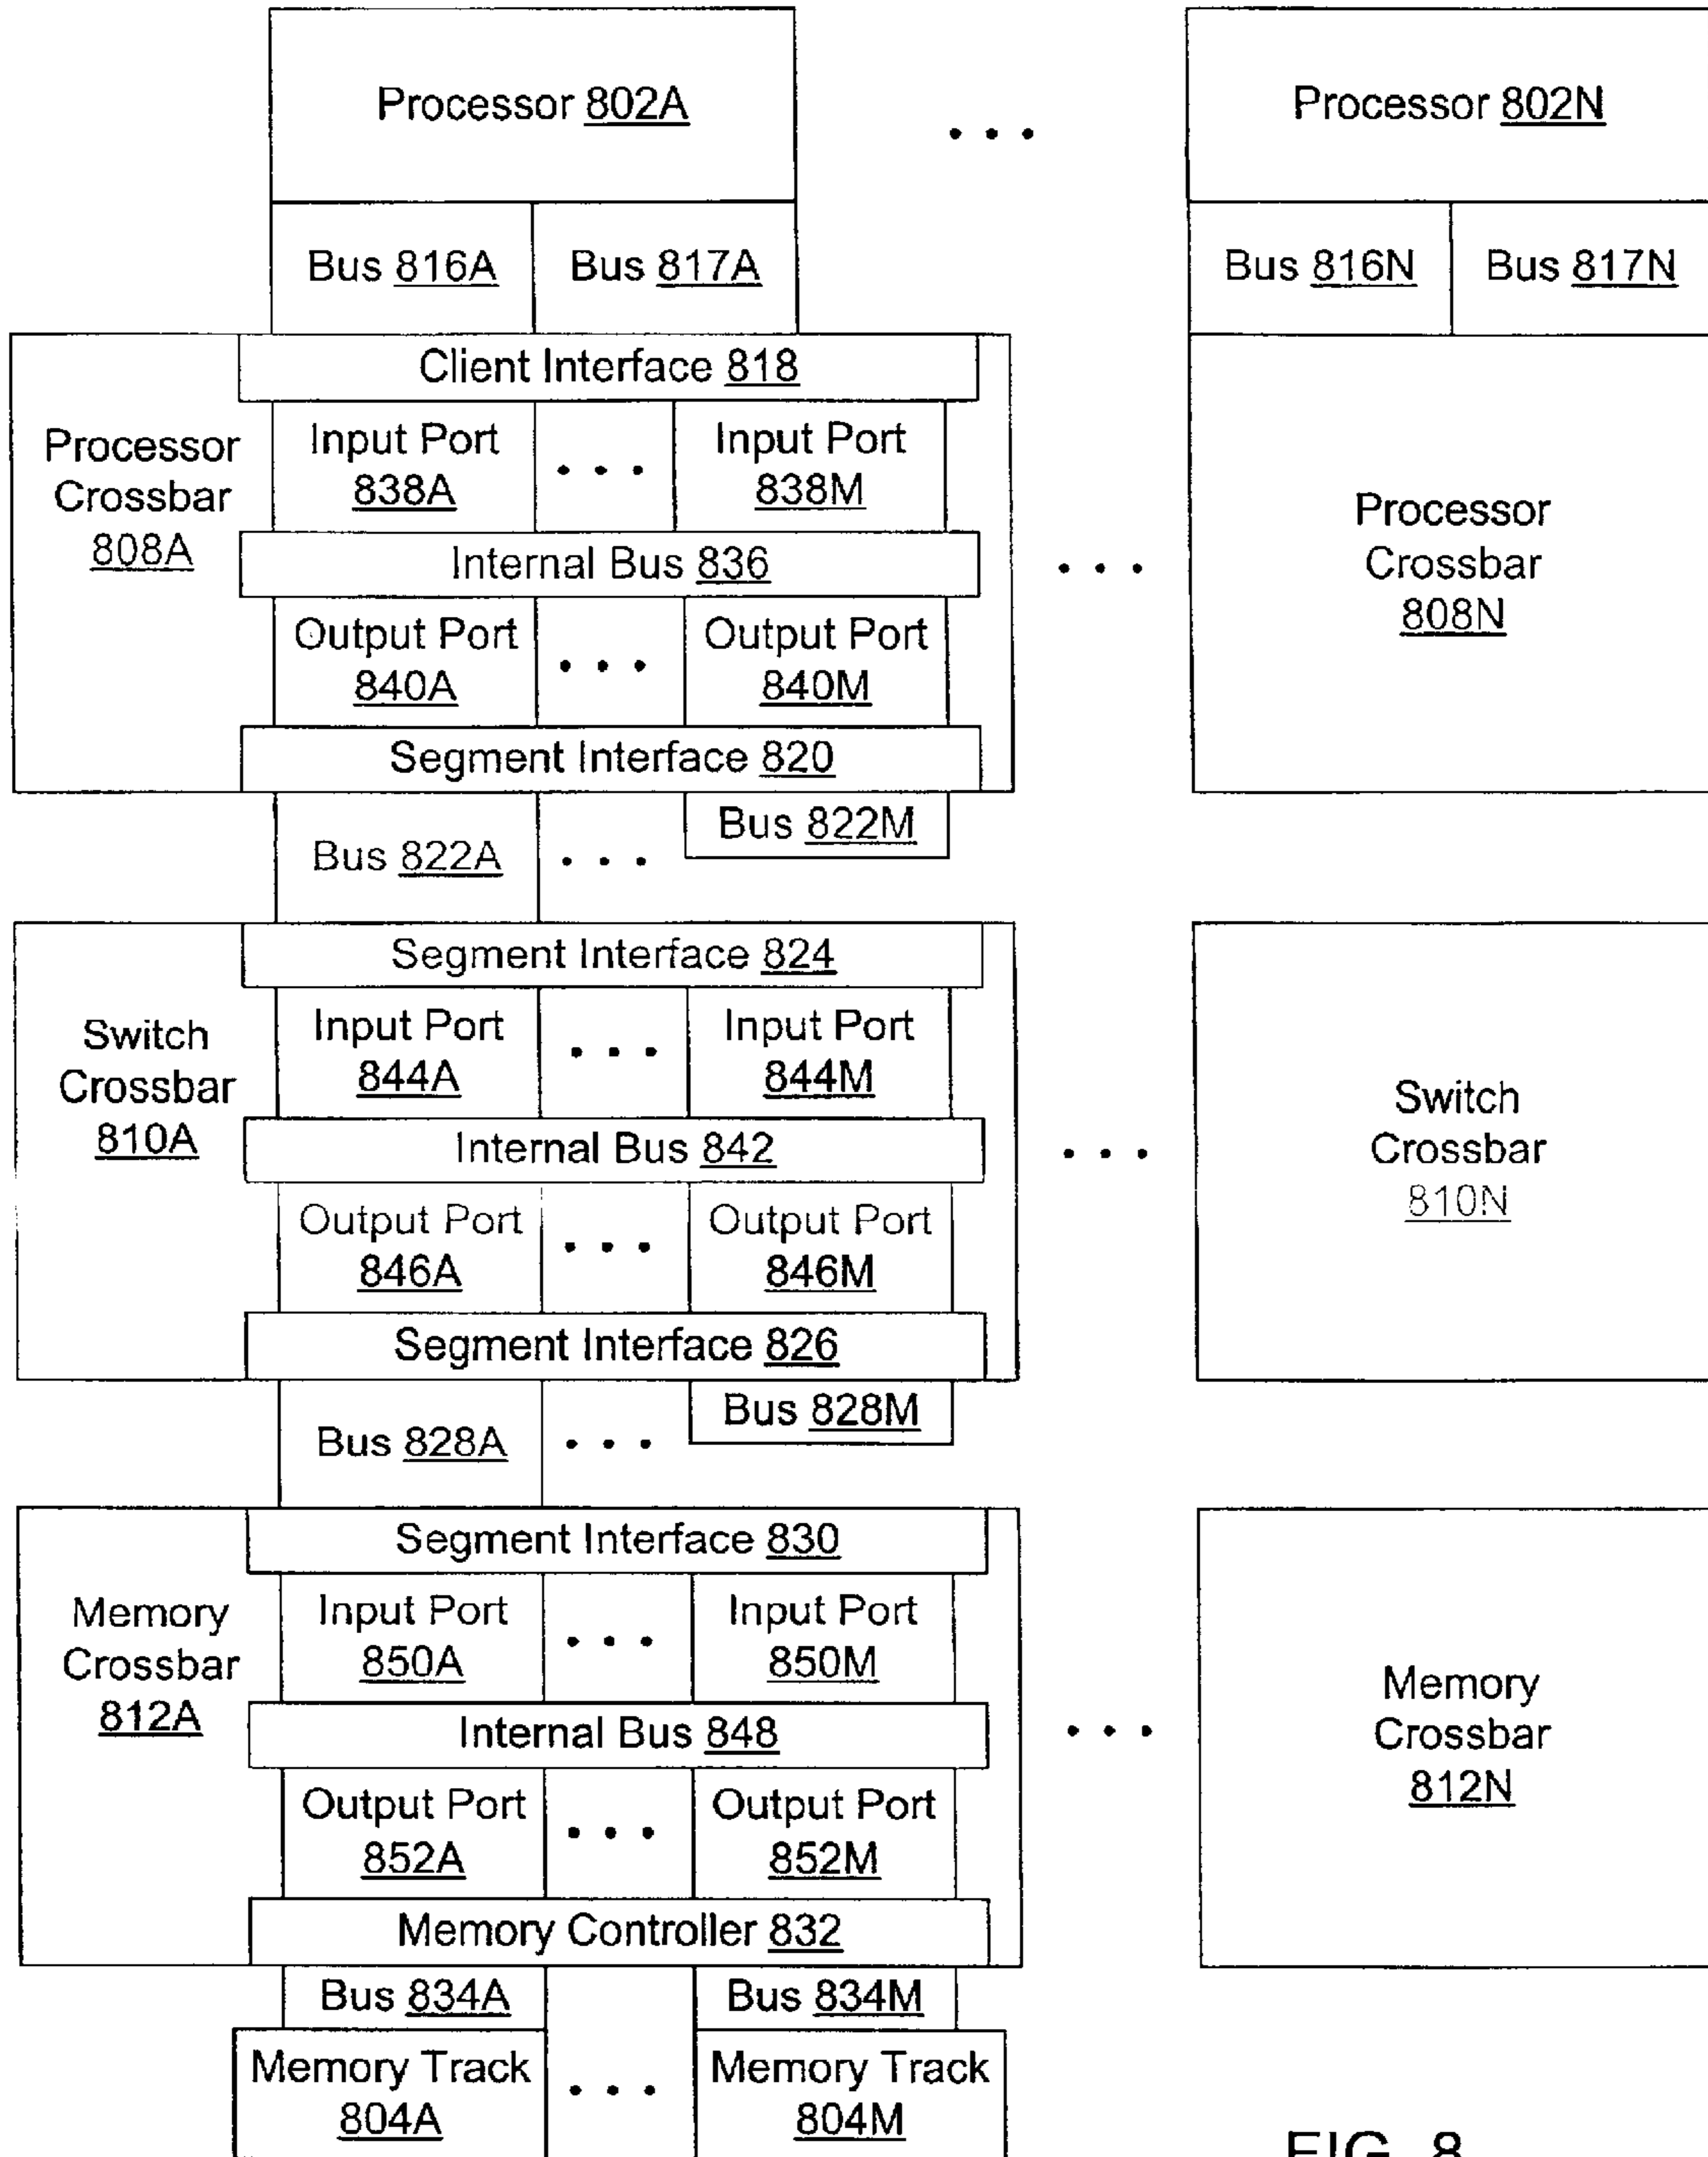 Processor 802A
. . .
Processor 802N
Bus 816A
Bus 817A
Bus 816N
Bus 817N
Client Interface 818
Processor
Crossbar
808A
Input Port
838A
. . .
Input Port
838M
Internal Bus 836
Output Port
840A
. . .
Output Port
840M
Segment Interface 820
. . .
Processor
Crossbar
808N
Bus 822A
. . .
Bus 822M
Segment Interface 824
Switch
Crossbar
810A
Input Port
844A
. . .
Input Port
844M
Internal Bus 842
Output Port
846A
. . .
Output Port
846M
Segment Interface 826
. . .
Switch
Crossbar
810N
Bus 828A
. . .
Bus 828M
Segment Interface 830
Memory
Crossbar
812A
Input Port
850A
. . .
Input Port
850M
Internal Bus 848
Output Port
852A
. . .
Output Port
852M
Memory Controller 832
. . .
Memory
Crossbar
812N
Bus 834A
Bus 834M
Memory Track
804A
. . .
Memory Track
804M
FIG. 8